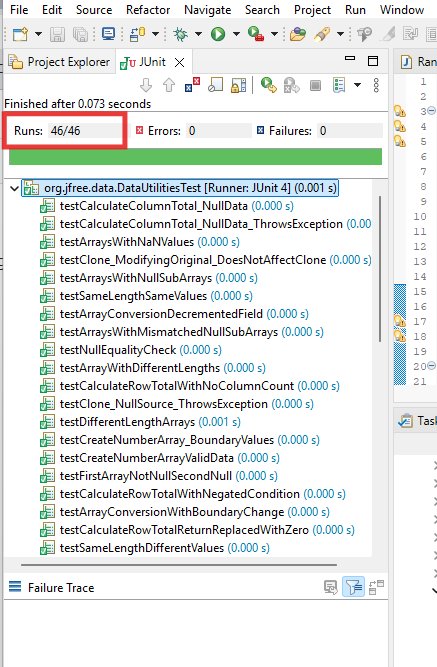 File Edit Source Refactor Navigate Search Project Run Window
Project Explorer JUnit
Finished after 0.073 seconds
Runs: 46/46 Errors: 0 Failures: 0
org.jfree.data.DataUtilitiesTest [Runner: JUnit 4] (0.001 s)
testCalculateColumnTotal_NullData (0.000 s)
testCalculateColumnTotal_NullData_ThrowsException (0.000 s)
testArraysWithNaNValues (0.000 s)
testClone_ModifyingOriginal_DoesNotAffectClone (0.000 s)
testArraysWithNullSubArrays (0.000 s)
testSameLengthSameValues (0.000 s)
testArrayConversionDecrementedField (0.000 s)
testArraysWithMismatchedNullSubArrays (0.000 s)
testNullEqualityCheck (0.000 s)
testArrayWithDifferentLengths (0.000 s)
testCalculateRowTotalWithNoColumnCount (0.000 s)
testClone_NullSource_ThrowsException (0.000 s)
testDifferentLengthArrays (0.001 s)
testCreateNumberArray_BoundaryValues (0.000 s)
testCreateNumberArrayValidData (0.000 s)
testFirstArrayNotNullSecondNull (0.000 s)
testCalculateRowTotalWithNegatedCondition (0.000 s)
testArrayConversionWithBoundaryChange (0.000 s)
testCalculateRowTotalReturnReplacedWithZero (0.000 s)
testSameLengthDifferentValues (0.000 s)
Failure Trace
Ran
1
3
4
5
6
7
8
9
10
11
12
13
14
15
16
17
18
19
20
21
Task